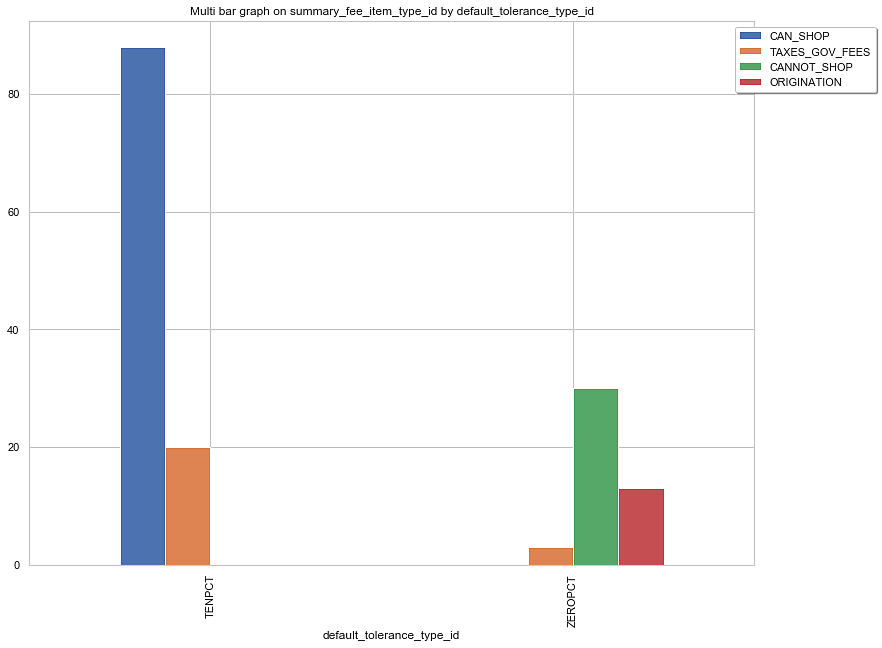 Multi bar graph on summary_fee_item_type_id by default_tolerance_type_id
CAN_SHOP
TAXES_GOV_FEES
CANNOT_SHOP
ORIGINATION
80
60
40
20
0
TENPCT
ZEROPCT
default_tolerance_type_id